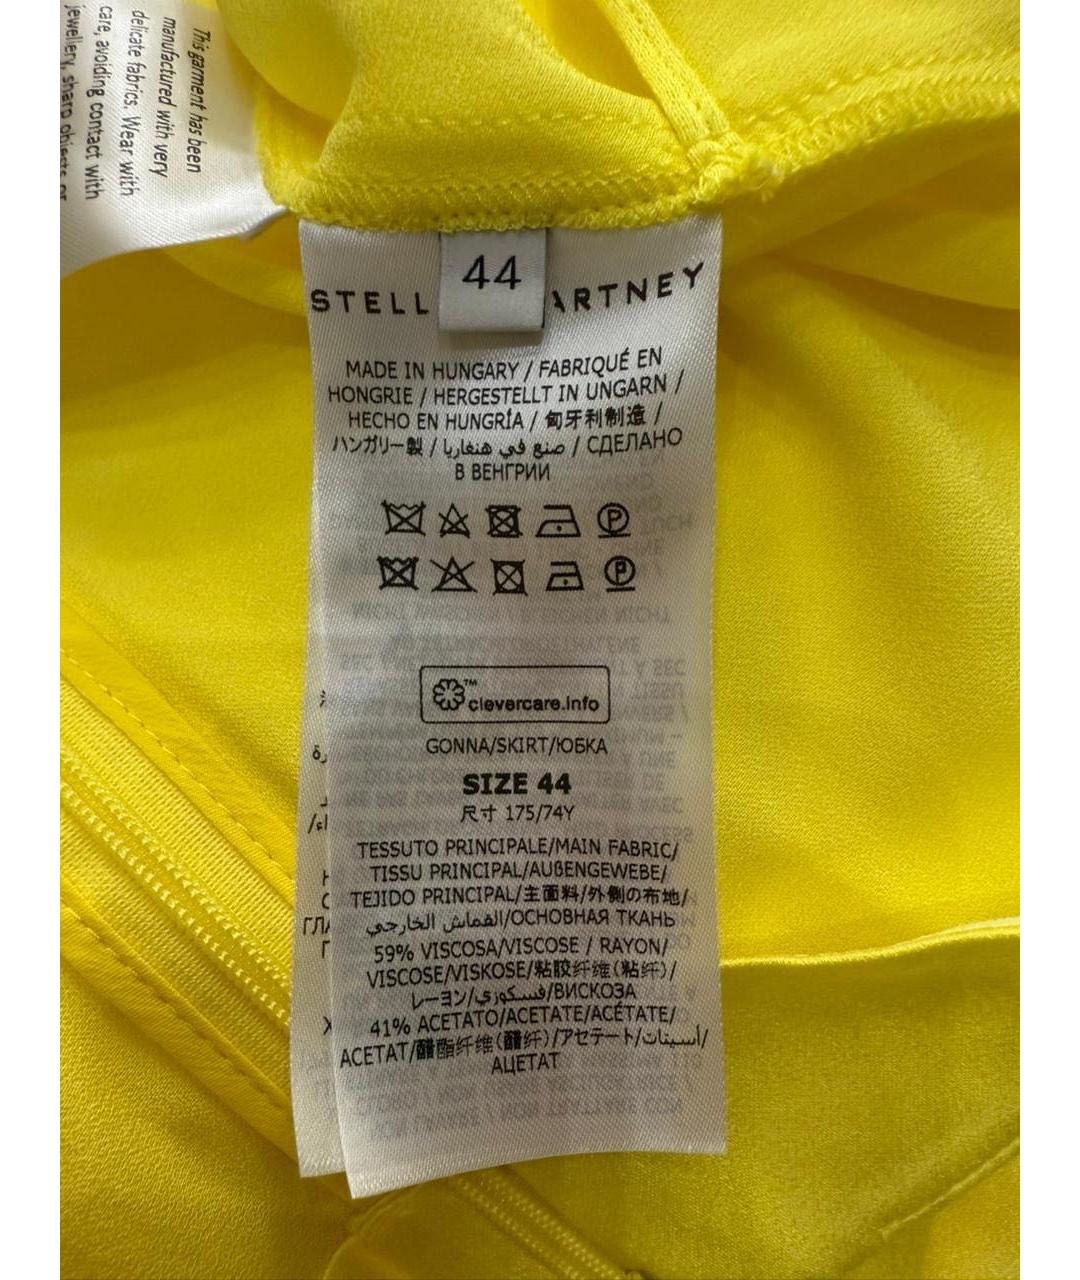 This garment has been
manufactured with very
delicate fabrics. Wear with
care, avoiding contact with
jewellery, sharp objects or
44
STELL ARTNEY
MADE IN HUNGARY / FABRIQUÉ EN
HONGRIE / HERGESTELLT IN UNGARN /
HECHO EN HUNGRÍA / 匈牙利制造 /
ハンガリー製 / صنع في هنغاريا / СДЕЛАНО
В ВЕНГРИИ
P
P
™
clevercare.info
GONNA/SKIRT/ЮБКА
SIZE 44
尺寸 175/74Y
TESSUTO PRINCIPALE/MAIN FABRIC/
TISSU PRINCIPAL/AUßENGEWEBE/
TEJIDO PRINCIPAL/主面料/外側の布地/
القماش الخارجي/ОСНОВНАЯ ТКАНЬ
59% VISCOSA/VISCOSE / RAYON/
VISCOSE/VISKOSE/粘胶纤维(粘纤)/
レーヨン/فسكوزي/ВИСКОЗА
41% ACETATO/ACETATE/ACÉTATE/
ACETAT/醋酯纤维(醋纤)/アセテート/أسيتات/
АЦЕТАТ